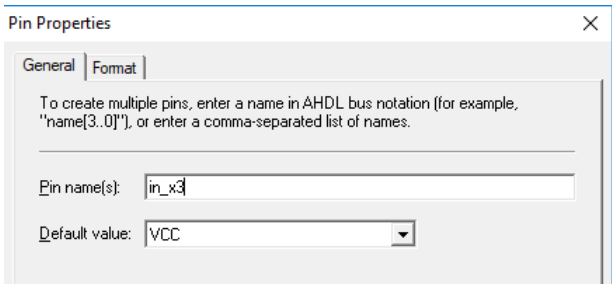 Pin Properties
General Format
To create multiple pins, enter a name in AHDL bus notation (for example,
"name[3..0]"), or enter a comma-separated list of names.
Pin name(s): in_x3
Default value: VCC